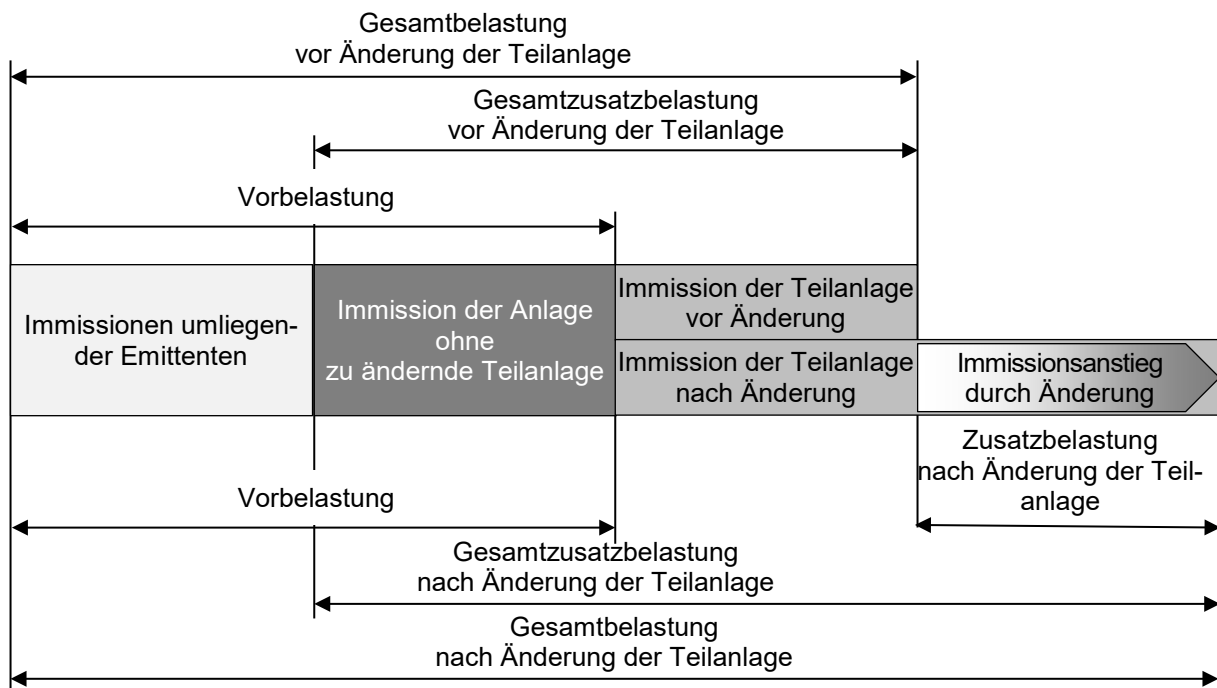 Gesamtbelastung
vor Änderung der Teilanlage
Gesamtzusatzbelastung
vor Änderung der Teilanlage
Vorbelastung
Immissionen umliegen-
der Emittenten
Immission der Anlage
ohne
zu ändernde Teilanlage
Immission der Teilanlage
vor Änderung
Immission der Teilanlage
nach Änderung
Immissionsanstieg
durch Änderung
Zusatzbelastung
nach Änderung der Teil-
anlage
Vorbelastung
Gesamtzusatzbelastung
nach Änderung der Teilanlage
Gesamtbelastung
nach Änderung der Teilanlage